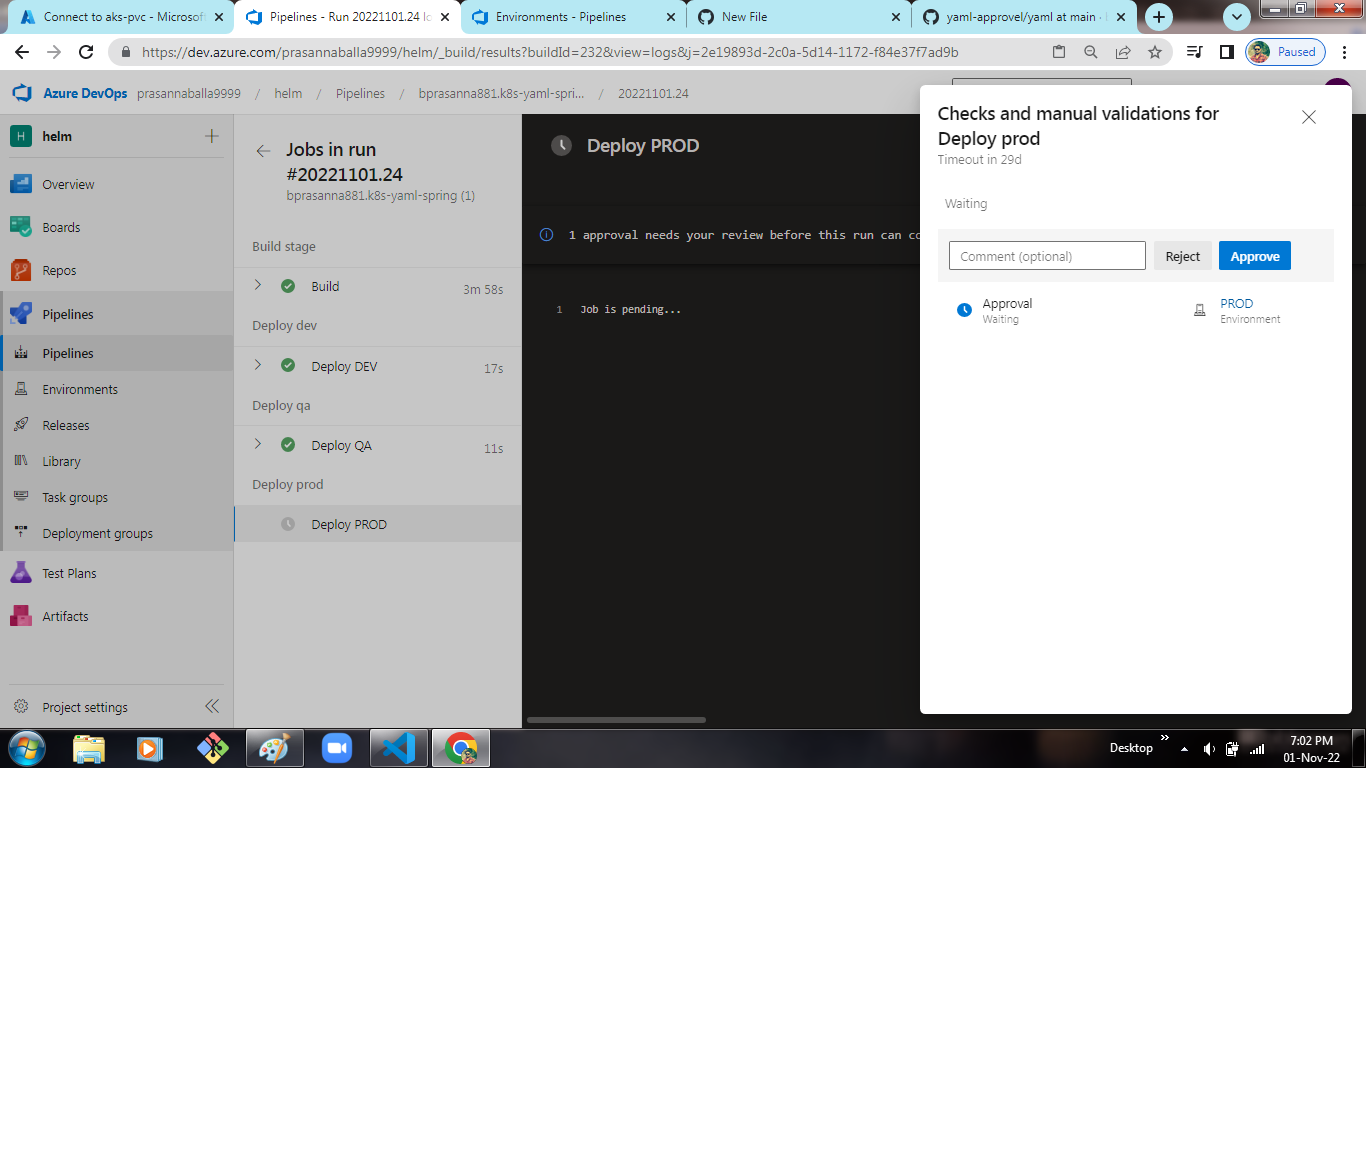 Connect to aks-pvc - Microsoft
Pipelines - Run 20221101.24 lo
Environments - Pipelines
New File
yaml-approvel/yaml at main ·
https://dev.azure.com/prasannaballa9999/helm/_build/results?buildId=232&view=logs&j=2e19893d-2c0a-5d14-1172-f84e37f7ad9b
Paused
Azure DevOps prasannaballa9999 / helm / Pipelines / bprasanna881.k8s-yaml-spri... / 20221101.24
H helm
Overview
Boards
Repos
Pipelines
Pipelines
Environments
Releases
Library
Task groups
Deployment groups
Test Plans
Artifacts
Project settings
Jobs in run
#20221101.24
bprasanna881.k8s-yaml-spring (1)
Build stage
Build 3m 58s
Deploy dev
Deploy DEV 17s
Deploy qa
Deploy QA 11s
Deploy prod
Deploy PROD
Deploy PROD
1 approval needs your review before this run can co
1 Job is pending...
Checks and manual validations for
Deploy prod
Timeout in 29d
Waiting
Comment (optional) Reject Approve
Approval
Waiting
PROD
Environment
Desktop
7:02 PM
01-Nov-22